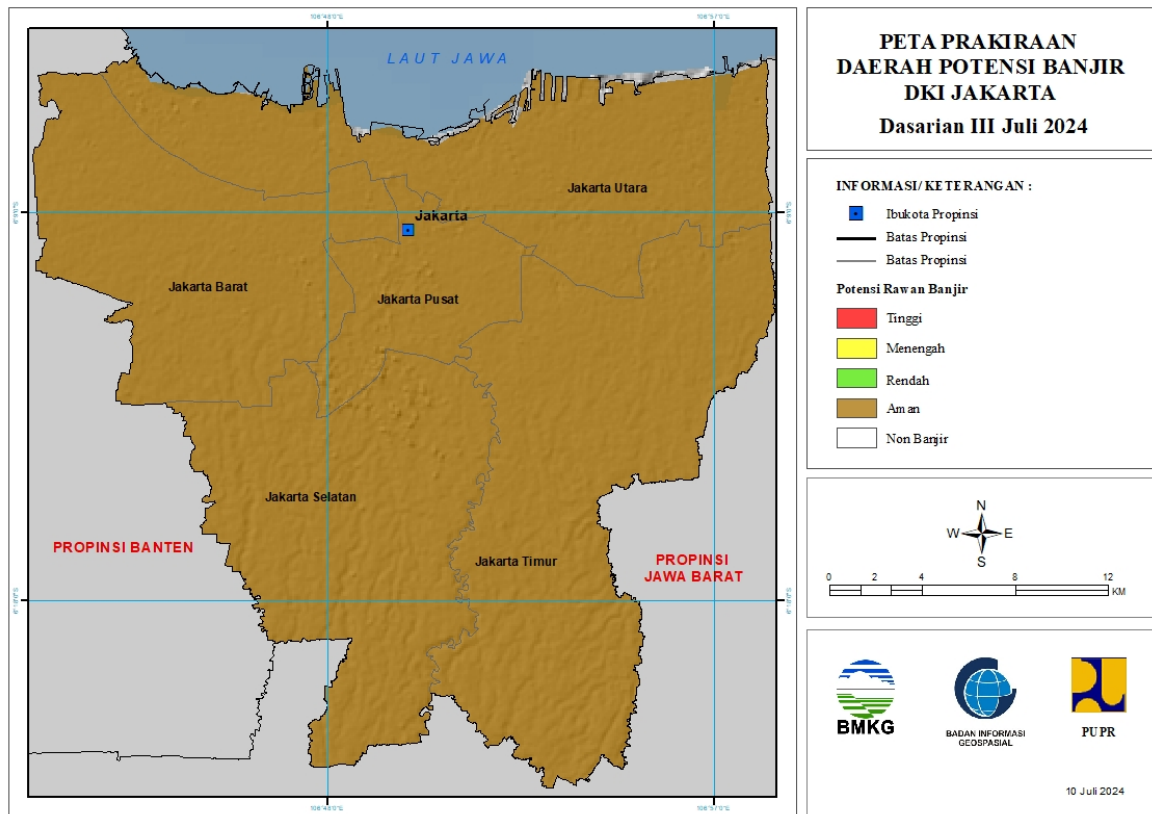 PETA PRAKIRAAN
DAERAH POTENSI BANJIR
DKI JAKARTA
Dasarian III Juli 2024
INFORMASI/KETERANGAN :
Ibukota Propinsi
Batas Propinsi
Batas Propinsi
Potensi Rawan Banjir
Tinggi
Menengah
Rendah
Aman
Non Banjir
N
W E
S
0 2 4 8 12
KM
BMKG
BADAN INFORMASI
GEOSPASIAL
PUPR
10 Juli 2024
LAUT JAWA
Jakarta Utara
Jakarta
Jakarta Barat
Jakarta Pusat
Jakarta Selatan
Jakarta Timur
PROPINSI BANTEN
PROPINSI
JAWA BARAT